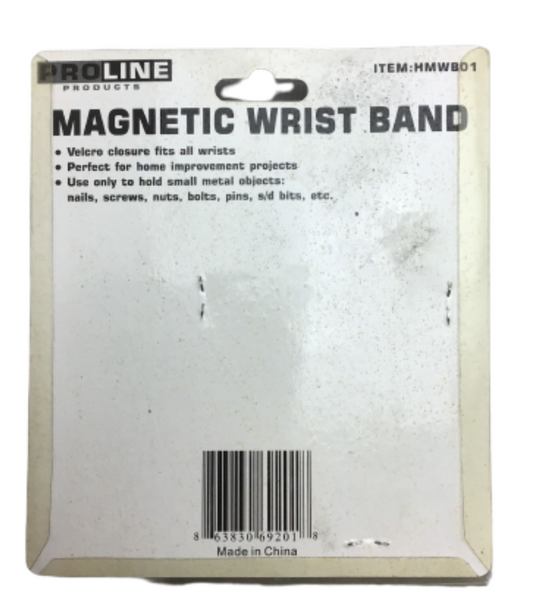 PROLINE
PRODUCTS
ITEM:HMWB01
MAGNETIC WRIST BAND
• Velcro closure fits all wrists
• Perfect for home improvement projects
• Use only to hold small metal objects:
nails, screws, nuts, bolts, pins, s/d bits, etc.
8 63830 69201 8
Made in China